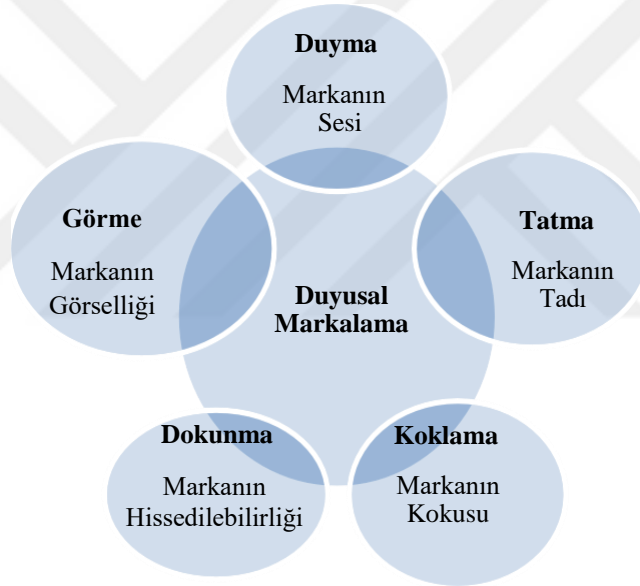 Duyma
Markanın
Sesi
Görme
Markanın
Görselliği
Tatma
Markanın
Tadı
Duyusal
Markalama
Dokunma
Markanın
Hissedilebilirliği
Koklama
Markanın
Kokusu